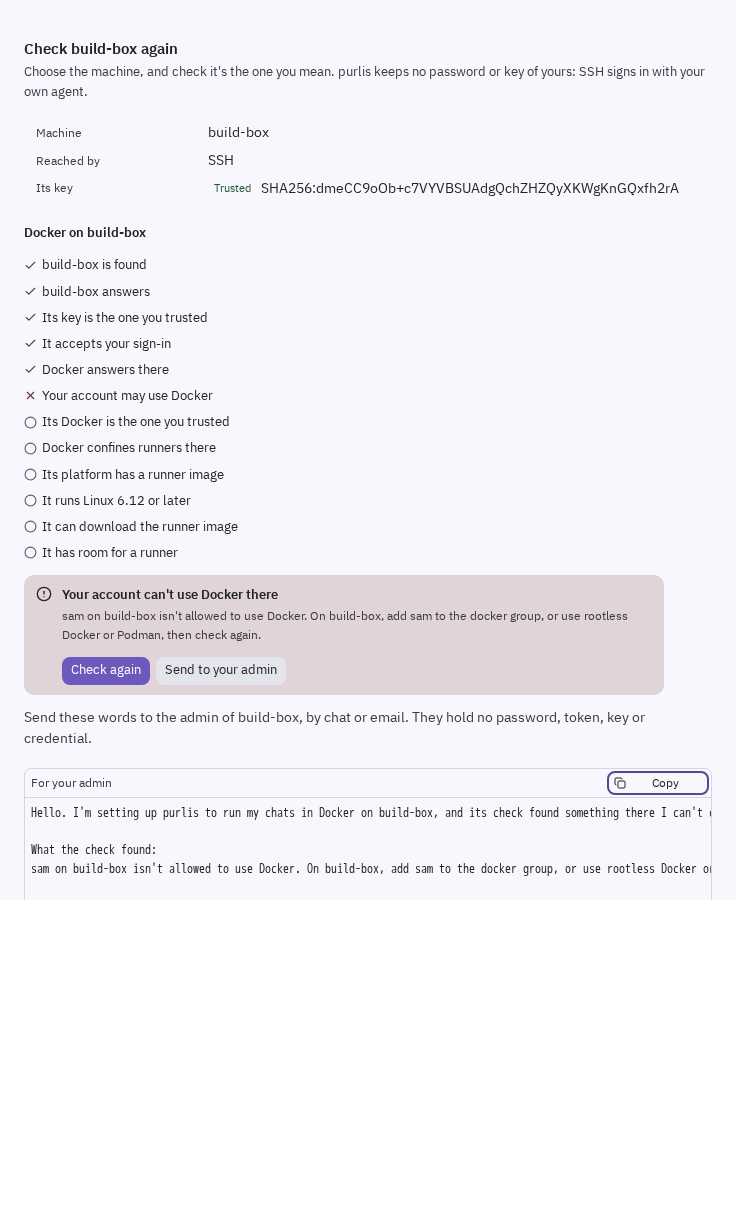 Check build-box again
Choose the machine, and check it's the one you mean. purlis keeps no password or key of yours: SSH signs in with your
own agent.
Machine build-box
Reached by SSH
Its key Trusted SHA256:dmeCC9oOb+c7VYVBSUAdgQchZHZQyXKWgKnGQxfh2rA
Docker on build-box
build-box is found
build-box answers
Its key is the one you trusted
It accepts your sign-in
Docker answers there
Your account may use Docker
Its Docker is the one you trusted
Docker confines runners there
Its platform has a runner image
It runs Linux 6.12 or later
It can download the runner image
It has room for a runner
Your account can't use Docker there
sam on build-box isn't allowed to use Docker. On build-box, add sam to the docker group, or use rootless
Docker or Podman, then check again.
Check again Send to your admin
Send these words to the admin of build-box, by chat or email. They hold no password, token, key or
credential.
For your admin Copy
Hello. I'm setting up purlis to run my chats in Docker on build-box, and its check found something there I can't
What the check found:
sam on build-box isn't allowed to use Docker. On build-box, add sam to the docker group, or use rootless Docker